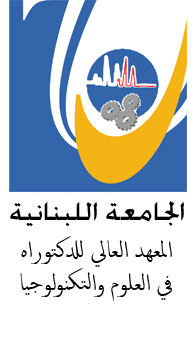 الجامعة اللبنانية
المعهد العالي للدكتوراه
في العلوم والتكنولوجيا